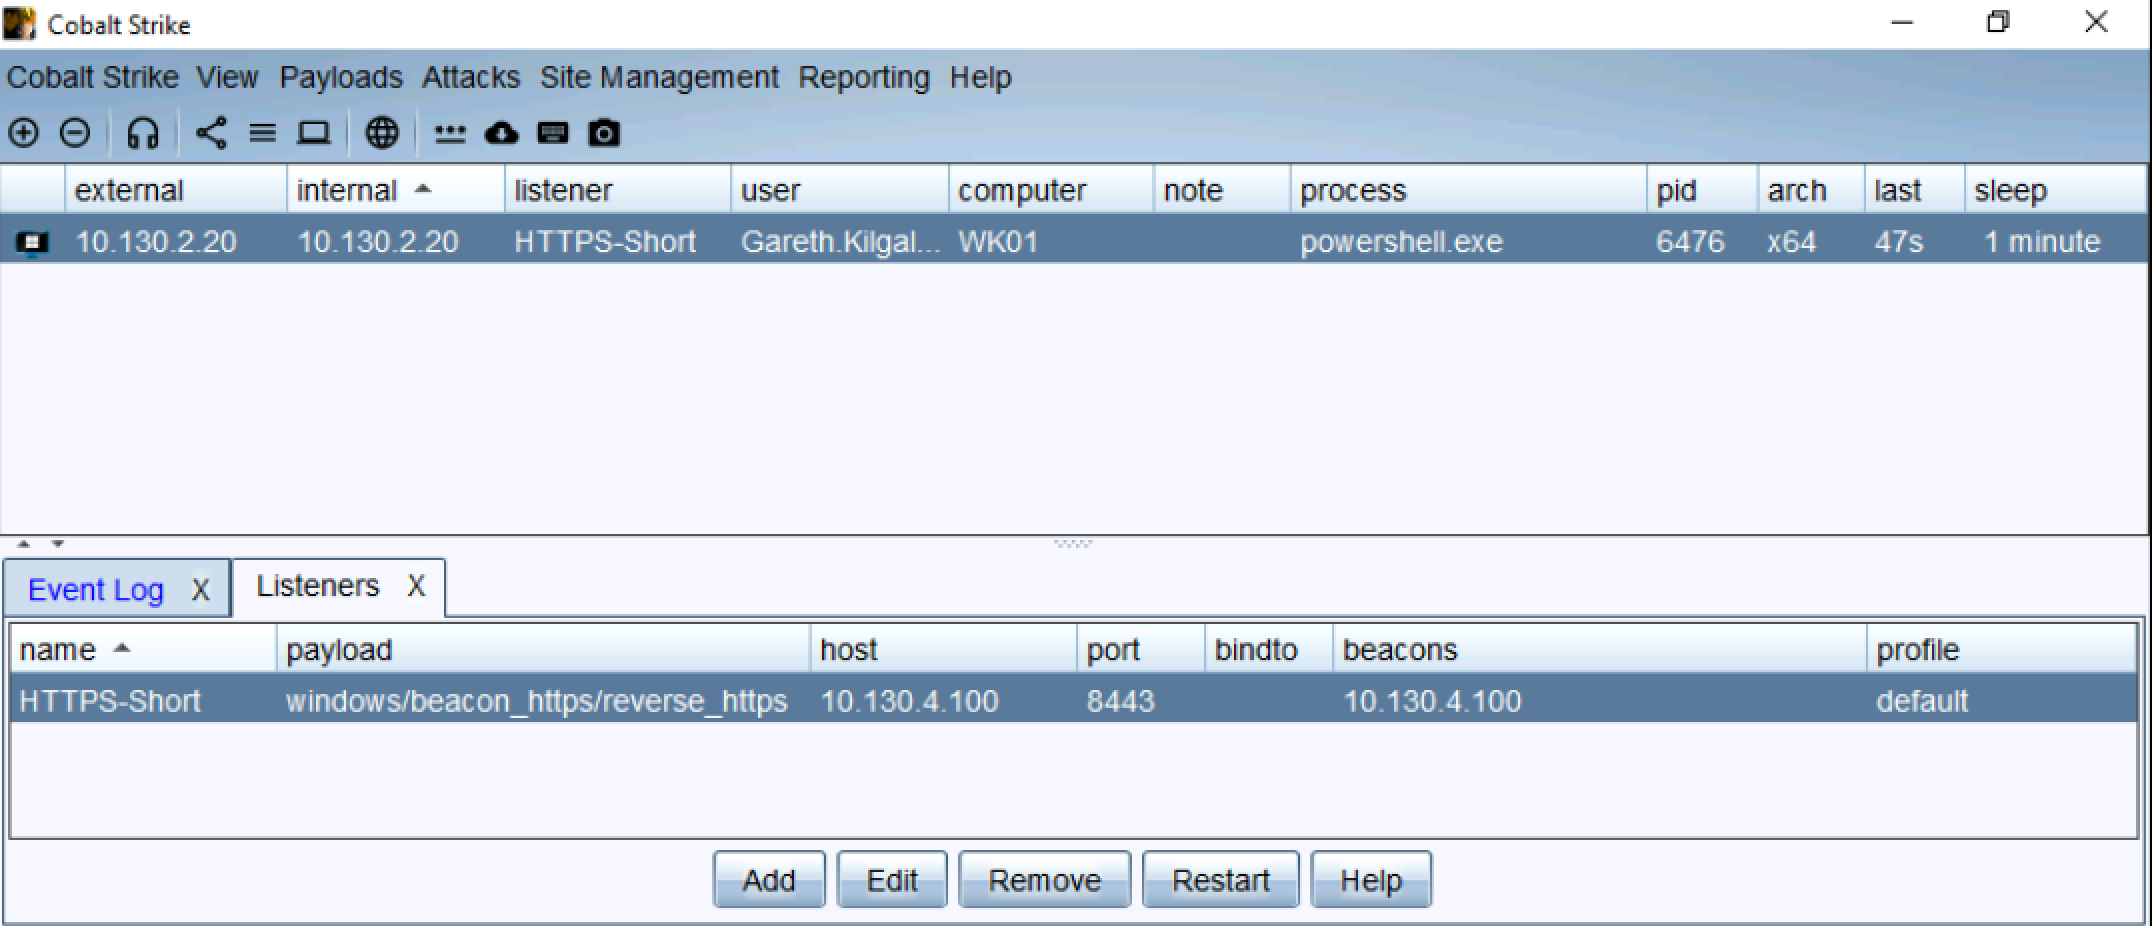 Cobalt Strike
Cobalt Strike View Payloads Attacks Site Management Reporting Help
external internal listener user computer note process pid arch last sleep
10.130.2.20 10.130.2.20 HTTPS-Short Gareth.Kilgal... WK01 powershell.exe 6476 x64 47s 1 minute
Event Log X Listeners X
name payload host port bindto beacons profile
HTTPS-Short windows/beacon_https/reverse_https 10.130.4.100 8443 10.130.4.100 default
Add Edit Remove Restart Help